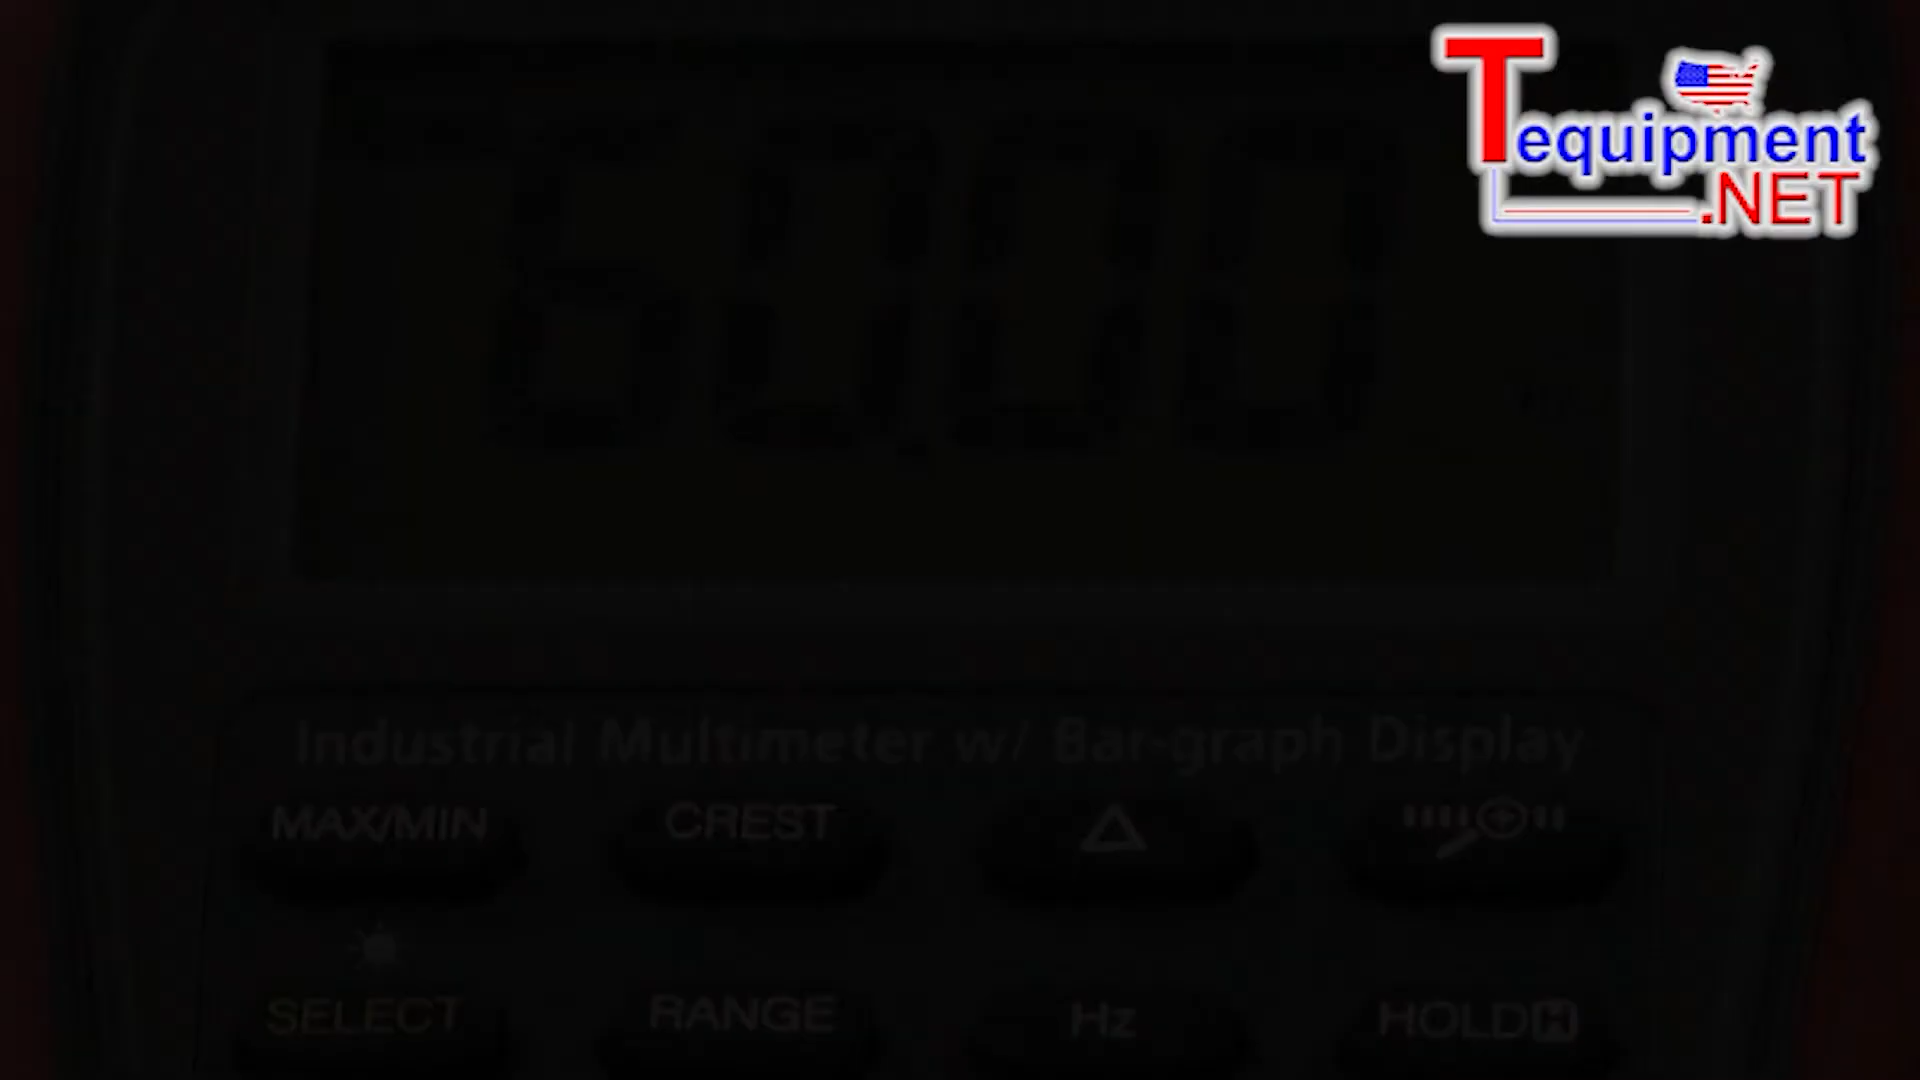 Tequipment
.NET
Industrial Multimeter w/ Bar-graph Display
MAX/MIN CREST
SELECT RANGE Hz HOLD H